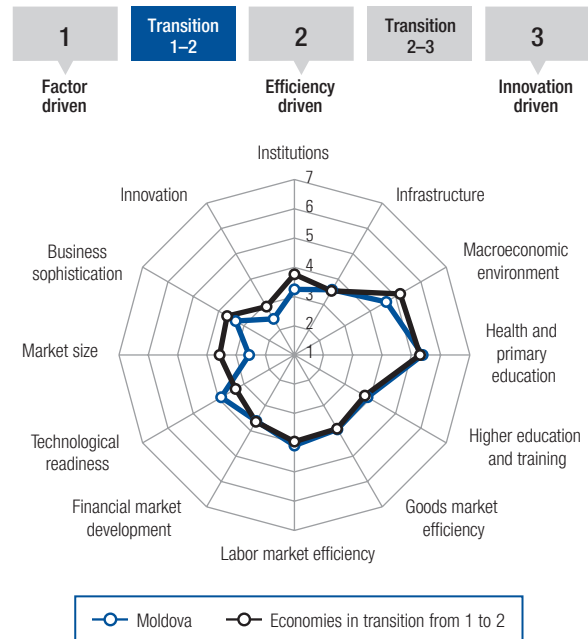 1
Transition
1–2
2
Transition
2–3
3
Factor
driven
Efficiency
driven
Innovation
driven
Institutions
Innovation
Infrastructure
Business
sophistication
Macroeconomic
environment
Market size
Health and
primary
education
Technological
readiness
Higher education
and training
Financial market
development
Goods market
efficiency
Labor market efficiency
7
6
5
4
3
2
1
Moldova
Economies in transition from 1 to 2